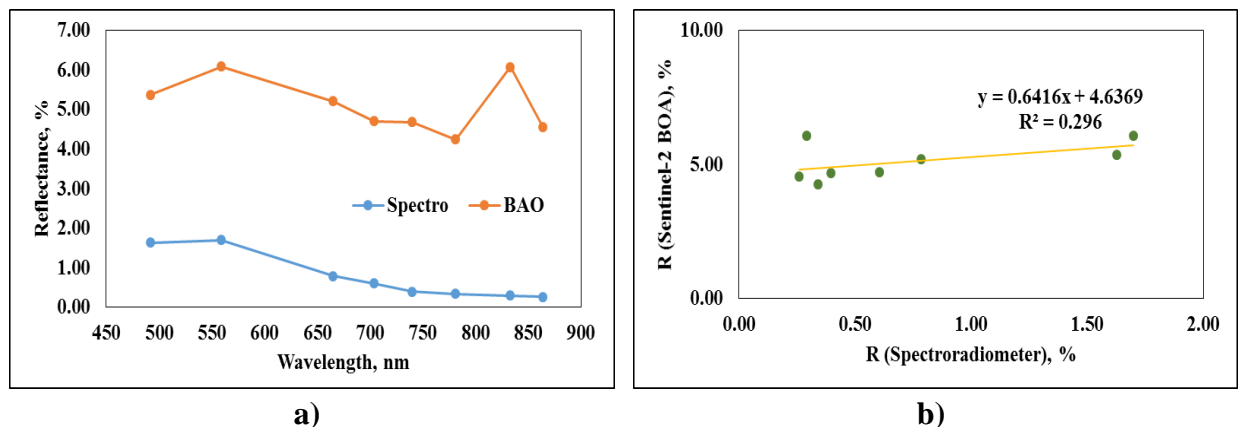 7.00
6.00
5.00
4.00
3.00
2.00
1.00
0.00
Reflectance, %
Spectro BAO
450 500 550 600 650 700 750 800 850 900
Wavelength, nm
a)
10.00
5.00
0.00
R (Sentinel-2 BOA), %
y = 0.6416x + 4.6369
R² = 0.296
0.00 0.50 1.00 1.50 2.00
R (Spectroradiometer), %
b)